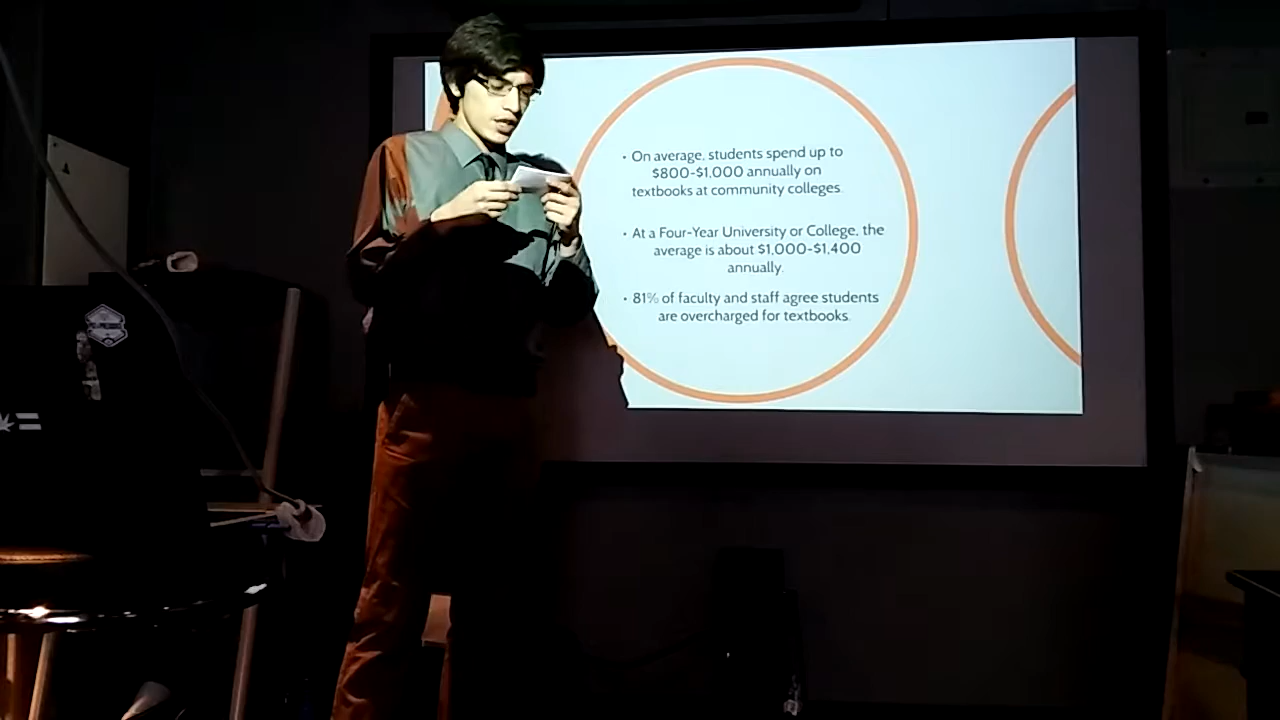 • On average, students spend up to
$800-$1,000 annually on
textbooks at community colleges.
• At a Four-Year University or College, the
average is about $1,000-$1,400
annually.
• 81% of faculty and staff agree students
are overcharged for textbooks.